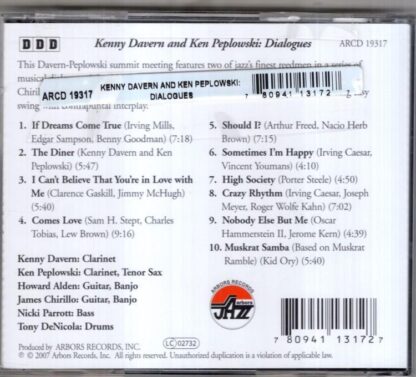 DDD
Kenny Davern and Ken Peplowski: Dialogues
ARCD 19317
This Davern-Peplowski summit meeting features two of jazz's finest reedmen in a series of
musical
ARCD 19317
KENNY DAVERN AND KEN PEPLOWSKI:
DIALOGUES
7 80941 13172
Chirill
swing with contrapuntal interplay.
1. If Dreams Come True (Irving Mills,
Edgar Sampson, Benny Goodman) (7:18)
2. The Diner (Kenny Davern and
Ken Peplowski) (5:47)
3. I Can't Believe That You're in Love with
Me (Clarence Gaskill, Jimmy McHugh)
(5:40)
4. Comes Love (Sam H. Stept, Charles
Tobias, Lew Brown) (9:16)
5. Should I? (Arthur Freed, Nacio Herb
Brown) (7:15)
6. Sometimes I'm Happy (Irving Caesar,
Vincent Youmans) (4:10)
7. High Society (Porter Steele) (4:50)
8. Crazy Rhythm (Irving Caesar, Joseph
Meyer, Roger Wolfe Kahn) (7:02)
9. Nobody Else But Me (Oscar
Hammerstein II, Jerome Kern) (4:39)
10. Muskrat Samba (Based on Muskrat
Ramble) (Kid Ory) (5:40)
Kenny Davern: Clarinet
Ken Peplowski: Clarinet, Tenor Sax
Howard Alden: Guitar, Banjo
James Chirillo: Guitar, Banjo
Nicki Parrott: Bass
Tony DeNicola: Drums
ARBORS RECORDS
Arbors
JAZZ
LC 02732
7 80941 13172 7
Produced by ARBORS RECORDS, INC.
℗ © 2007 Arbors Records, Inc. All rights reserved. Unauthorized duplication is a violation of applicable law.